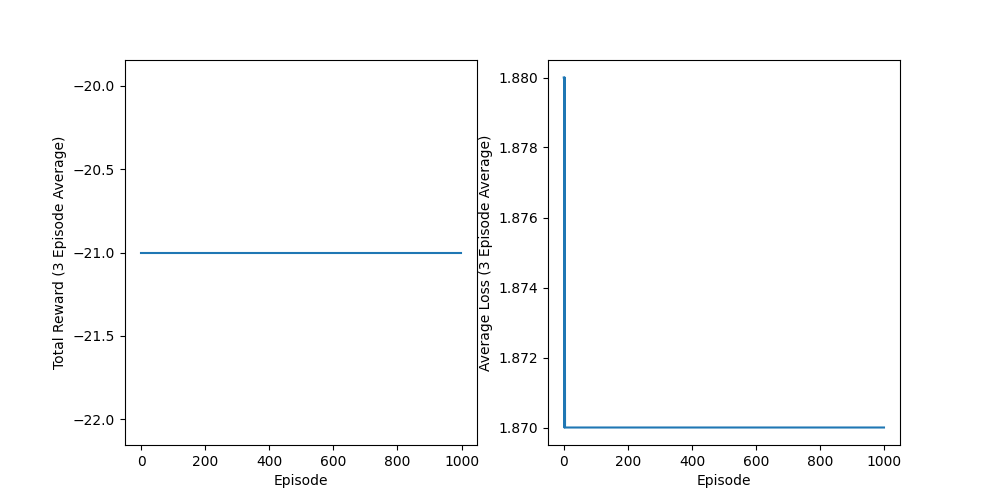 Total Reward (3 Episode Average)
−20.0
−20.5
−21.0
−21.5
−22.0
0 200 400 600 800 1000
Episode
Average Loss (3 Episode Average)
1.880
1.878
1.876
1.874
1.872
1.870
0 200 400 600 800 1000
Episode